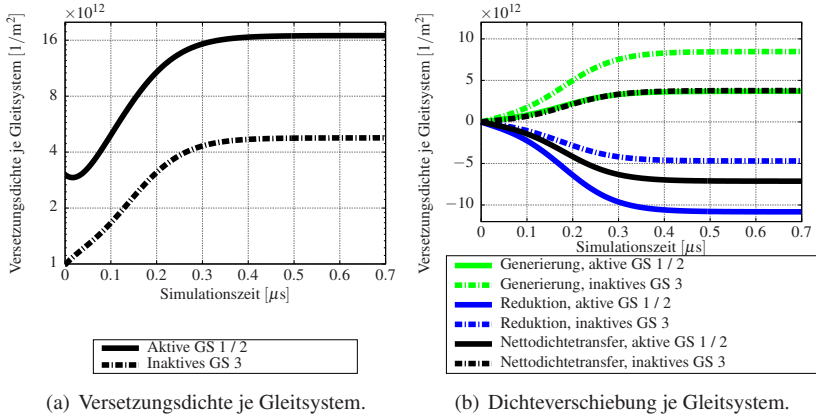 ×10¹²
16
8
4
2
1
0
0.1
0.2
0.3
0.4
0.5
0.6
0.7
Versetzungsdichte je Gleitsystem [1/m²]
Simulationszeit [µs]
Aktive GS 1 / 2
Inaktives GS 3
(a) Versetzungsdichte je Gleitsystem.
×10¹²
10
5
0
−5
−10
0
0.1
0.2
0.3
0.4
0.5
0.6
0.7
Versetzungsdichte je Gleitsystem [1/m²]
Simulationszeit [µs]
Generierung, aktive GS 1 / 2
Generierung, inaktives GS 3
Reduktion, aktive GS 1 / 2
Reduktion, inaktives GS 3
Nettodichtetransfer, aktive GS 1 / 2
Nettodichtetransfer, inaktives GS 3
(b) Dichteverschiebung je Gleitsystem.